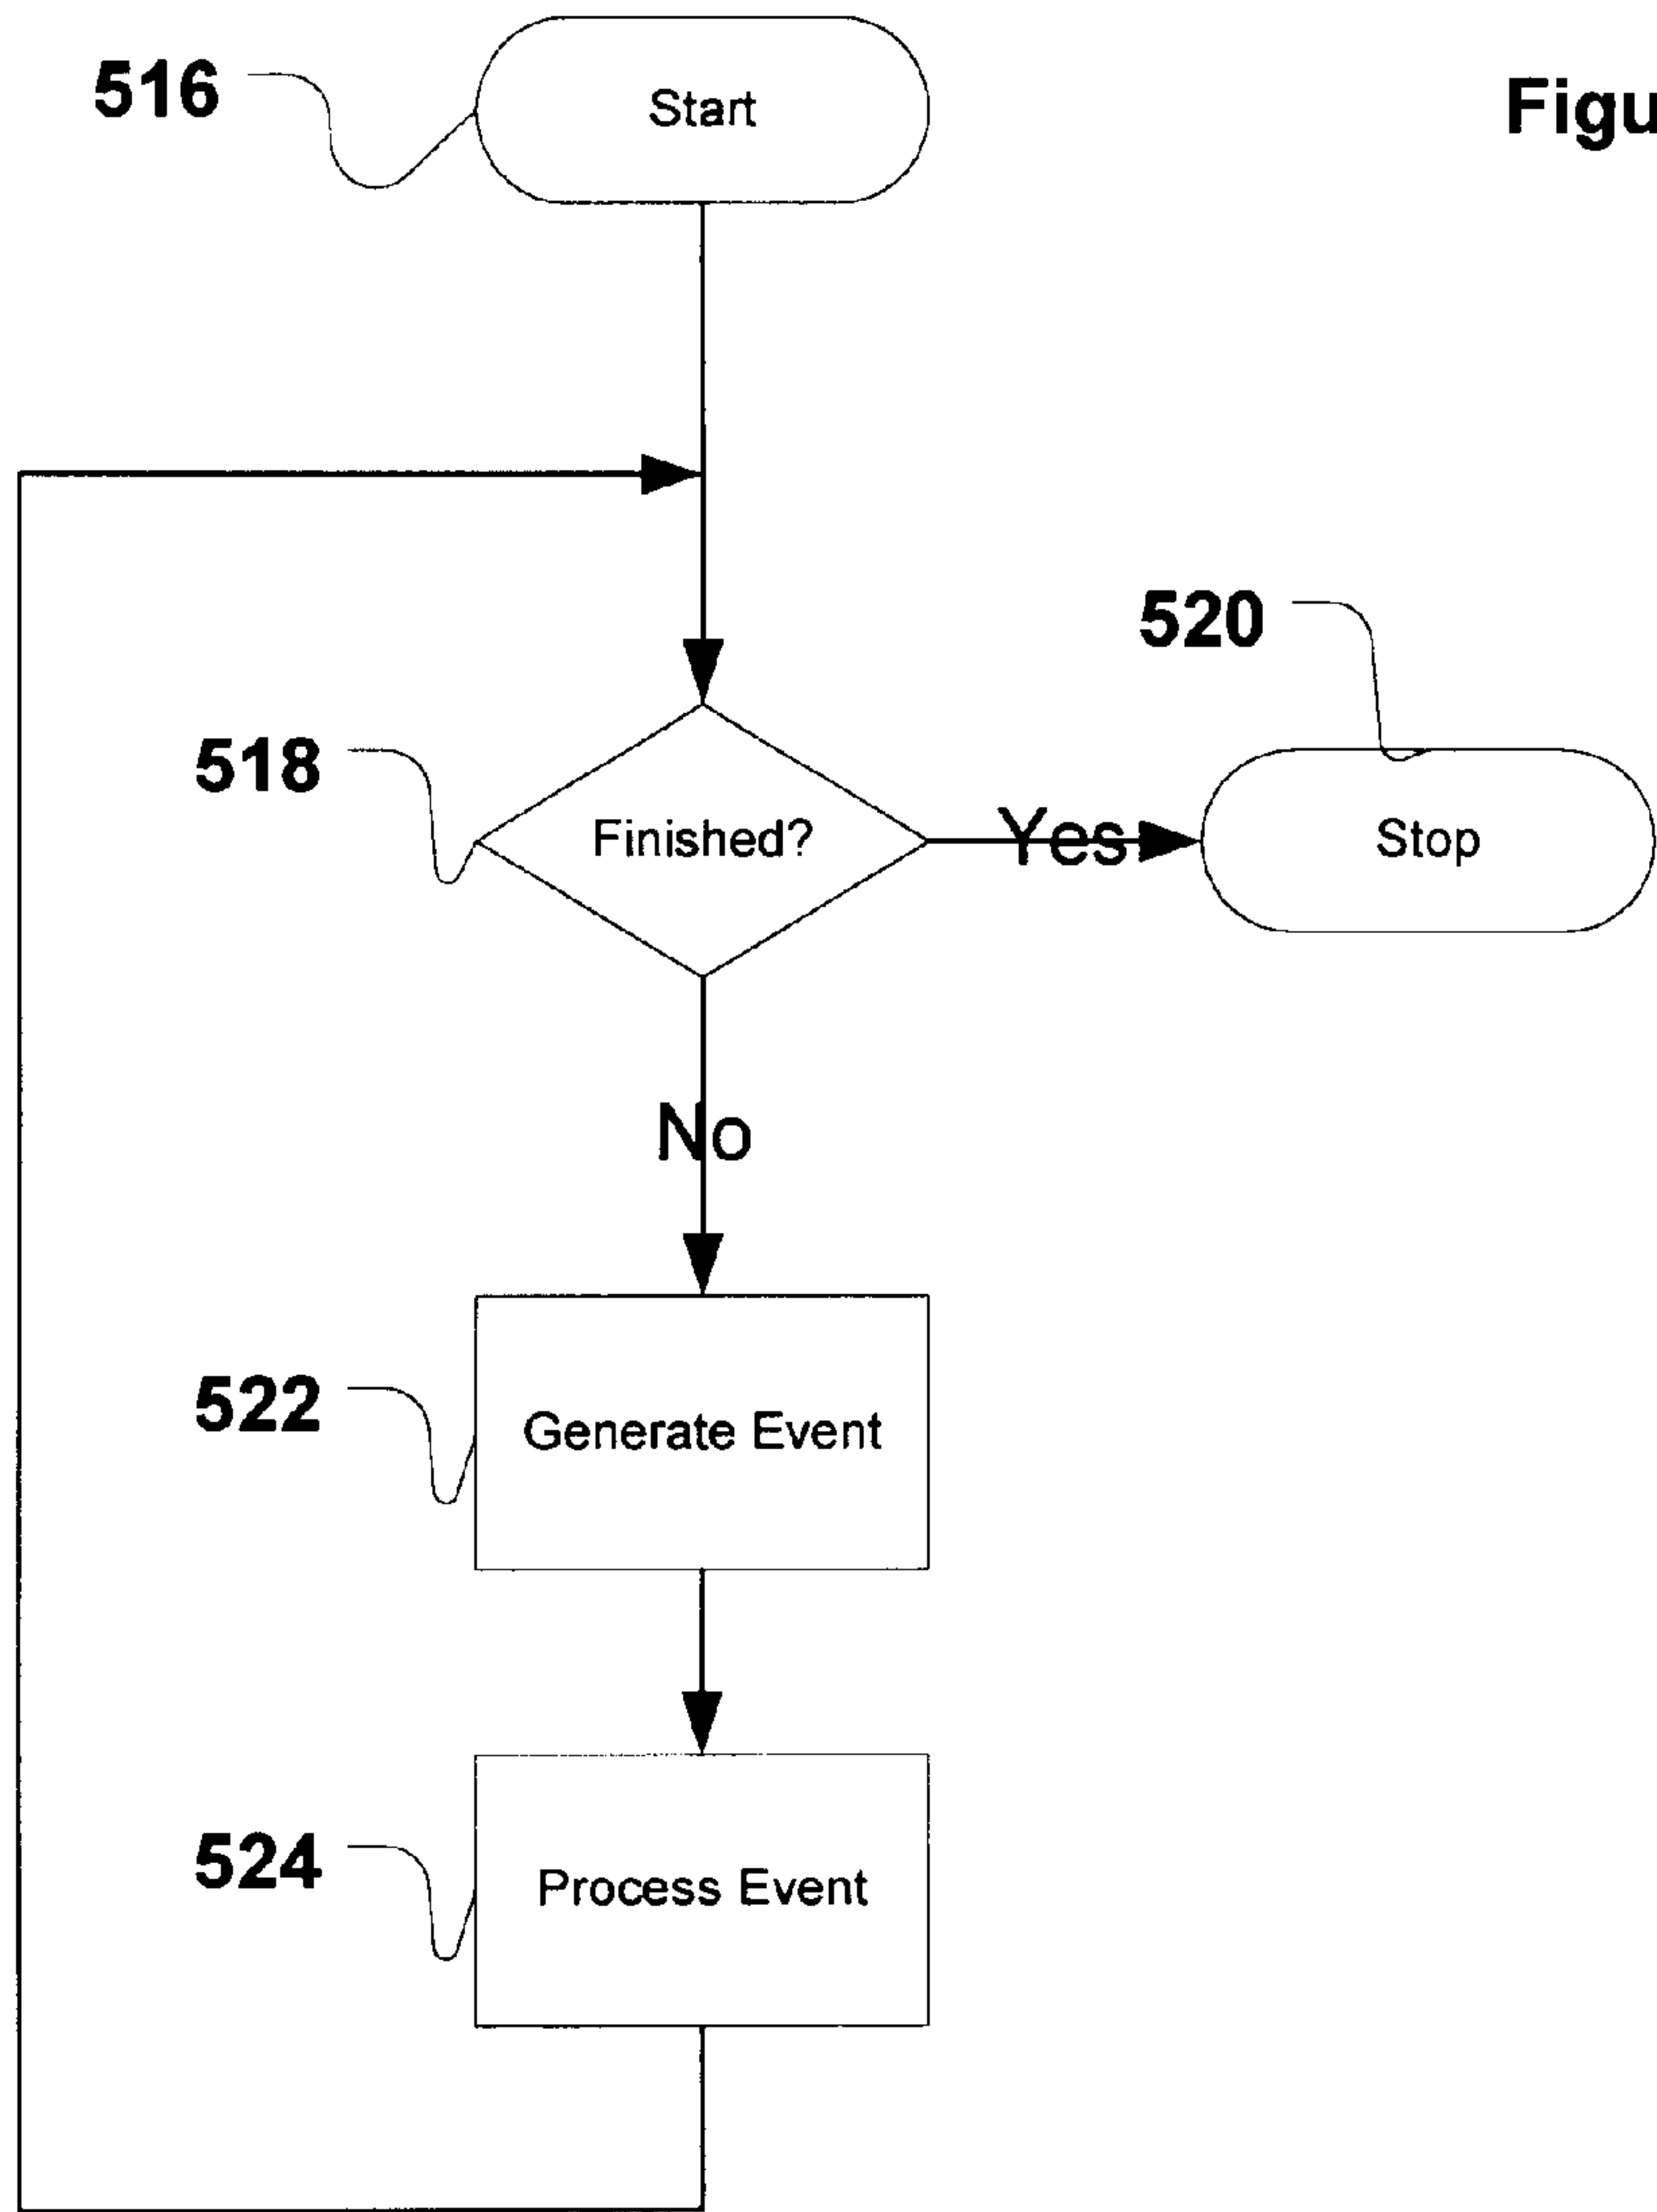 516
Start
Figu
520
518
Finished?
Yes
Stop
No
522
Generate Event
524
Process Event